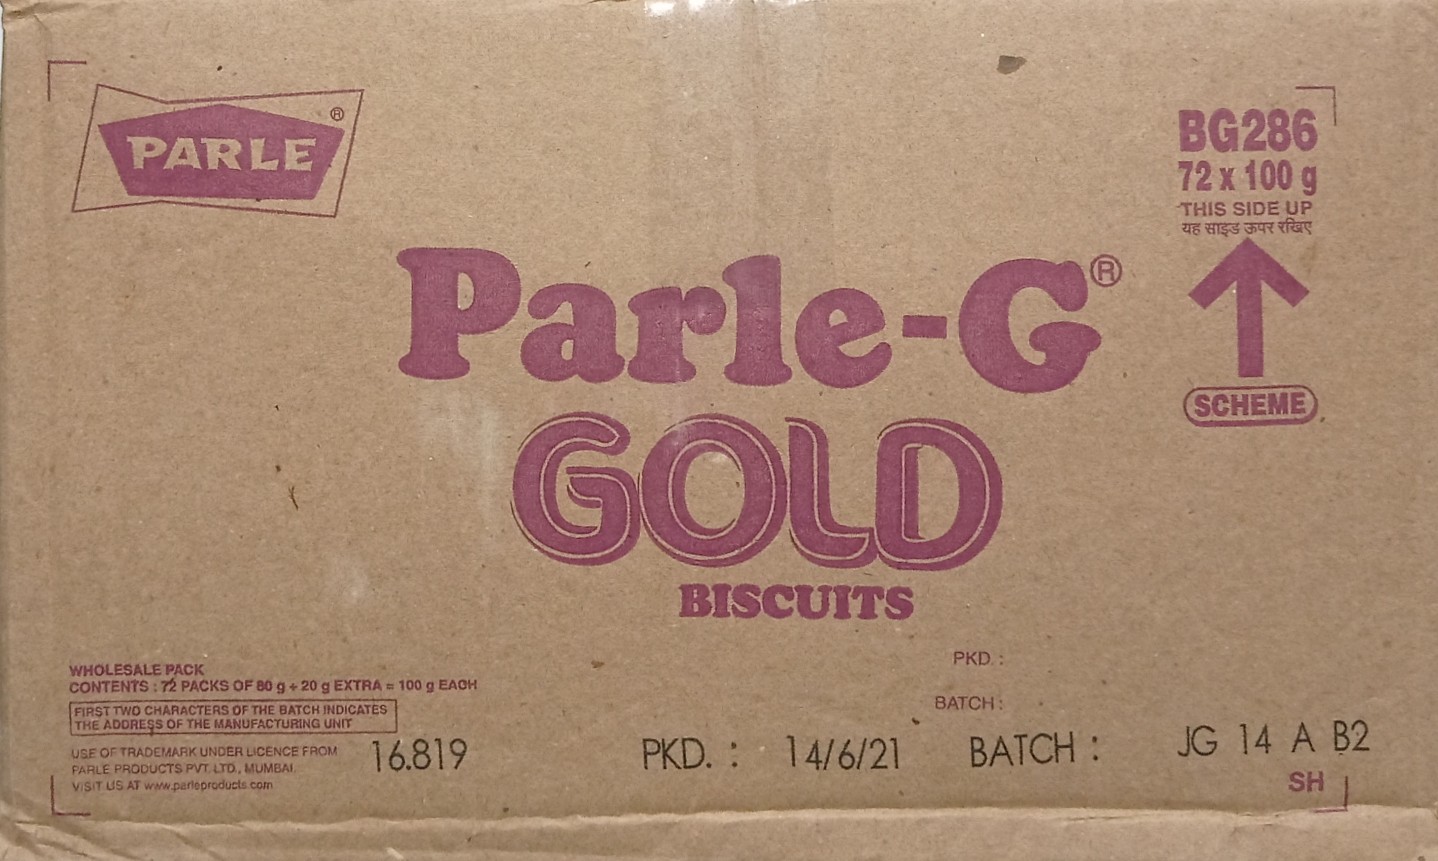 PARLE ®
BG286
72 x 100 g
THIS SIDE UP
यह साइड ऊपर रखिए
SCHEME
Parle-G®
GOLD
BISCUITS
WHOLESALE PACK
CONTENTS : 72 PACKS OF 80 g + 20 g EXTRA = 100 g EACH
FIRST TWO CHARACTERS OF THE BATCH INDICATES
THE ADDRESS OF THE MANUFACTURING UNIT
USE OF TRADEMARK UNDER LICENCE FROM
PARLE PRODUCTS PVT. LTD., MUMBAI.
VISIT US AT www.parleproducts.com
PKD. :
BATCH :
16.819 PKD. : 14/6/21 BATCH : JG 14 A B2
SH